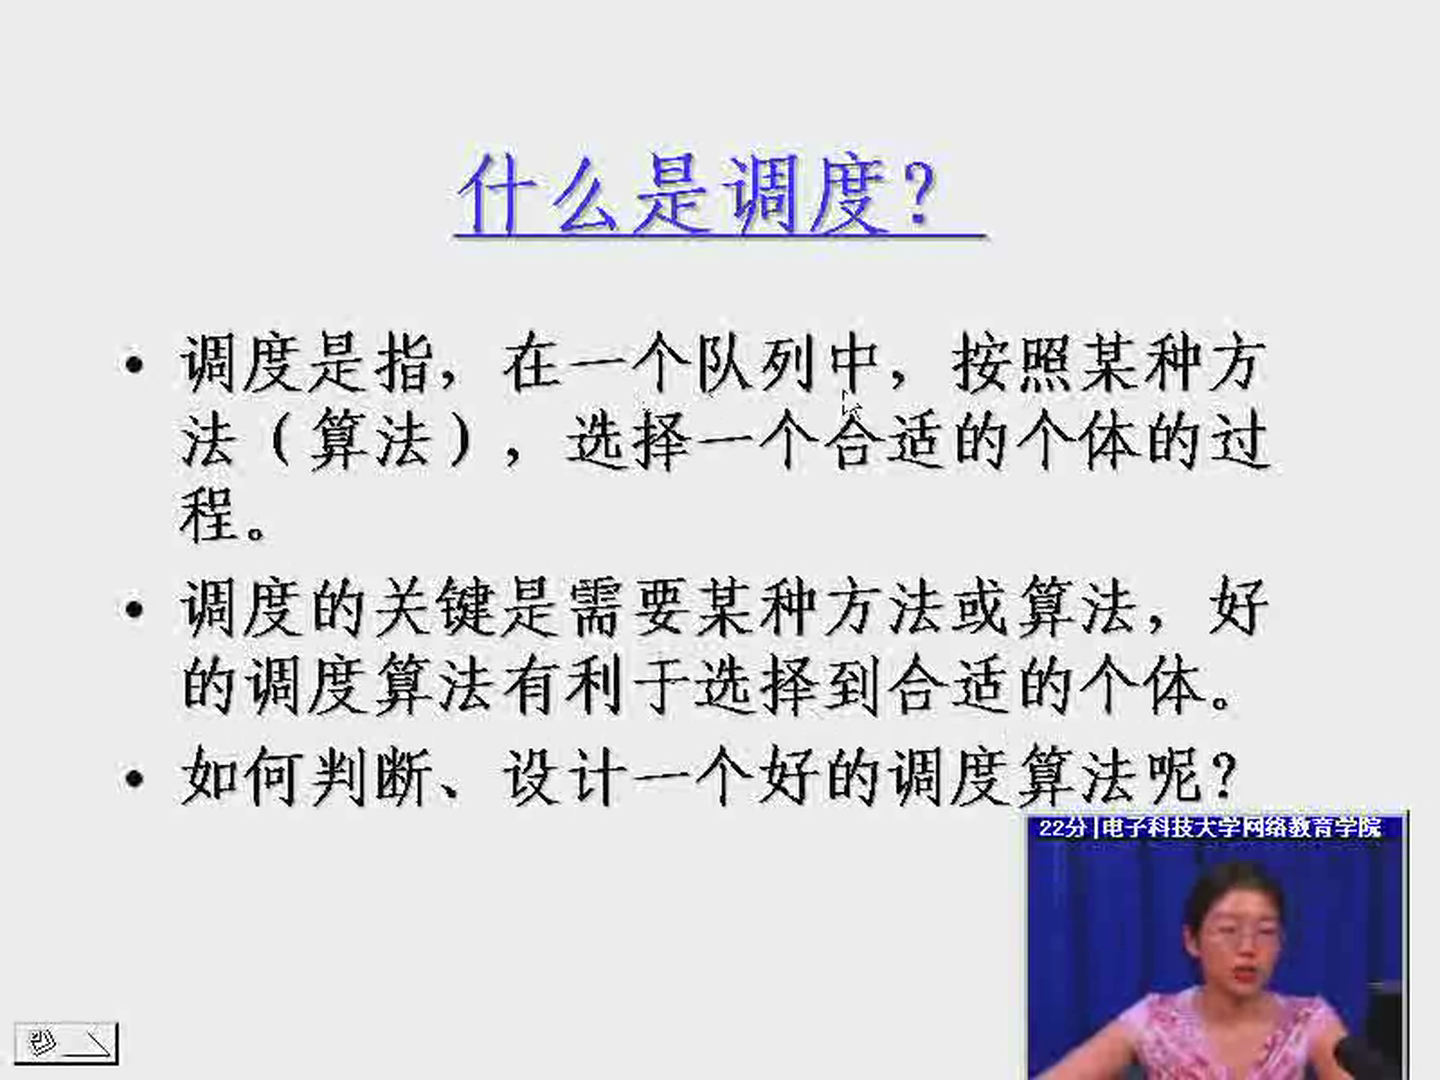 什么是调度？
• 调度是指，在一个队列中，按照某种方
法（算法），选择一个合适的个体的过
程。
• 调度的关键是需要某种方法或算法，好
的调度算法有利于选择到合适的个体。
• 如何判断、设计一个好的调度算法呢？
22分|电子科技大学网络教育学院